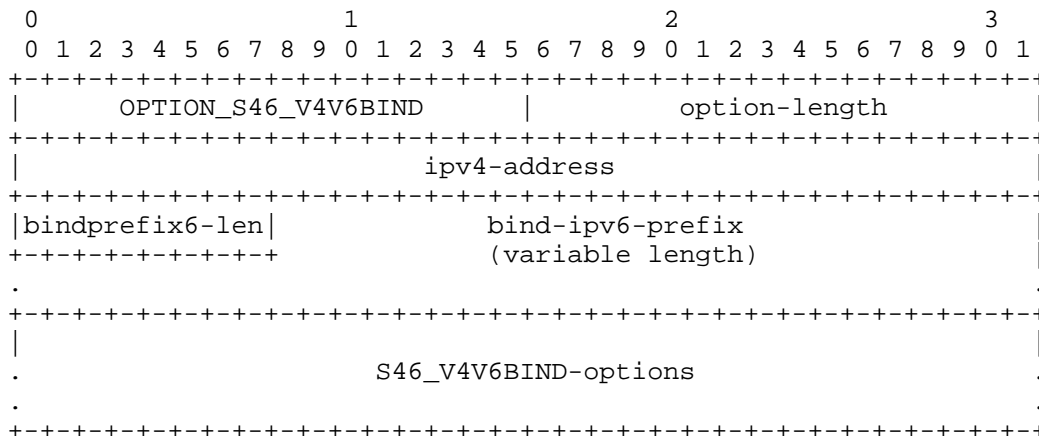 0                   1                   2                   3
 0 1 2 3 4 5 6 7 8 9 0 1 2 3 4 5 6 7 8 9 0 1 2 3 4 5 6 7 8 9 0 1
+-+-+-+-+-+-+-+-+-+-+-+-+-+-+-+-+-+-+-+-+-+-+-+-+-+-+-+-+-+-+-+-+
|      OPTION_S46_V4V6BIND      |         option-length         |
+-+-+-+-+-+-+-+-+-+-+-+-+-+-+-+-+-+-+-+-+-+-+-+-+-+-+-+-+-+-+-+-+
|                         ipv4-address                          |
+-+-+-+-+-+-+-+-+-+-+-+-+-+-+-+-+-+-+-+-+-+-+-+-+-+-+-+-+-+-+-+-+
|bindprefix6-len|             bind-ipv6-prefix                  |
+-+-+-+-+-+-+-+-+             (variable length)                 |
.                                                               .
+-+-+-+-+-+-+-+-+-+-+-+-+-+-+-+-+-+-+-+-+-+-+-+-+-+-+-+-+-+-+-+-+
|                                                               |
.                      S46_V4V6BIND-options                     .
.                                                               .
+-+-+-+-+-+-+-+-+-+-+-+-+-+-+-+-+-+-+-+-+-+-+-+-+-+-+-+-+-+-+-+-+